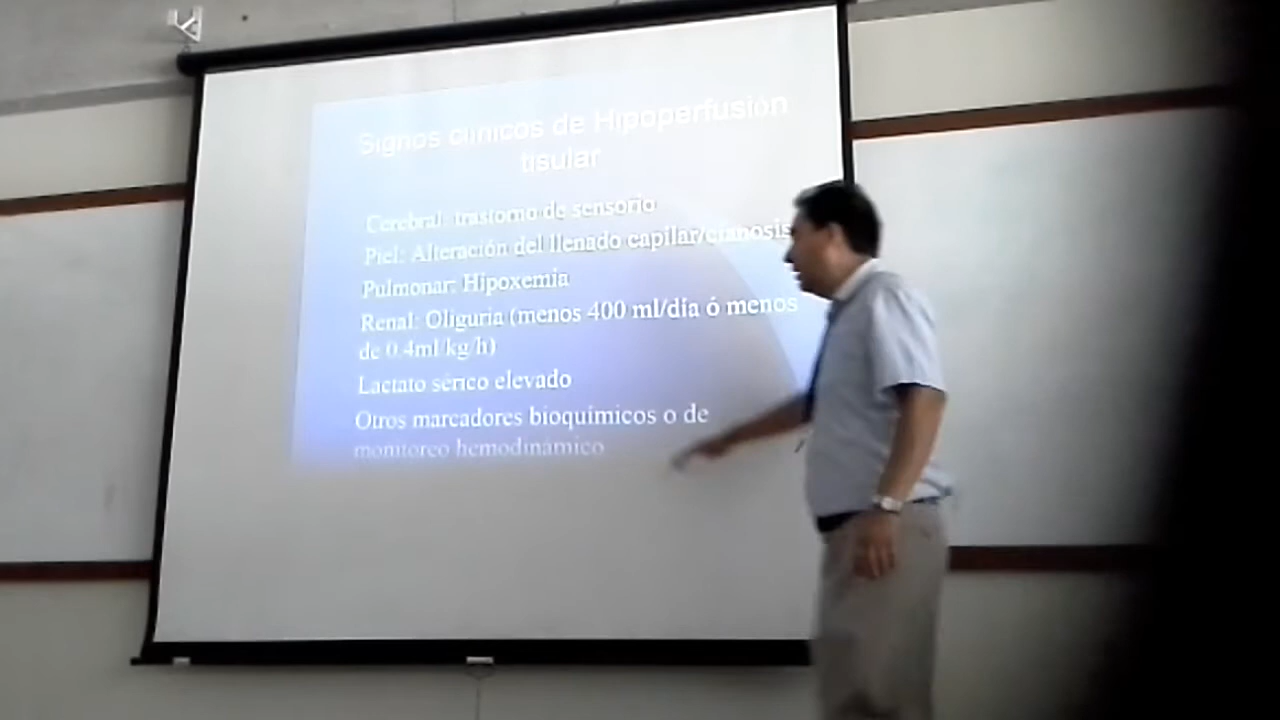 Signos clínicos de Hipoperfusión
tisular
Cerebral: trastorno de sensorio
Piel: Alteración del llenado capilar/cianosis
Pulmonar: Hipoxemia
Renal: Oliguria (menos 400 ml/día ó menos
de 0.4ml/kg/h)
Lactato sérico elevado
Otros marcadores bioquímicos o de
monitoreo hemodinámico